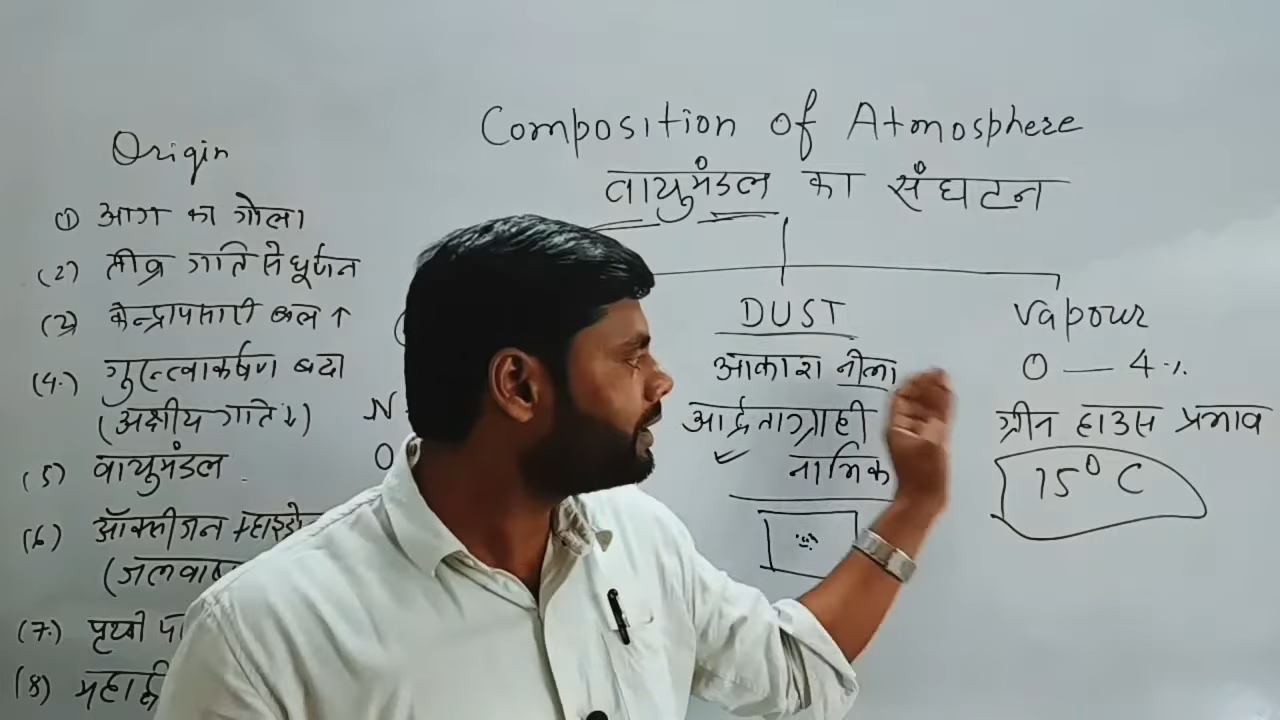 Composition of Atmosphere
वायुमंडल का संघटन
Origin
① आग का गोला
(2) तीव्र गति से घूर्णन
(3) केन्द्रापसारी बल ↑
(4.) गुरुत्वाकर्षण बढा
(अक्षीय गति ↓)
(5) वायुमंडल
(6) ऑक्सीजन +
(7.) पृथ्वी
(8)
N
O
DUST
आकाश नीला
आर्द्रताग्राही
नाभिक
Vapour
0 — 4 %
ग्रीन हाउस प्रभाव
15° C